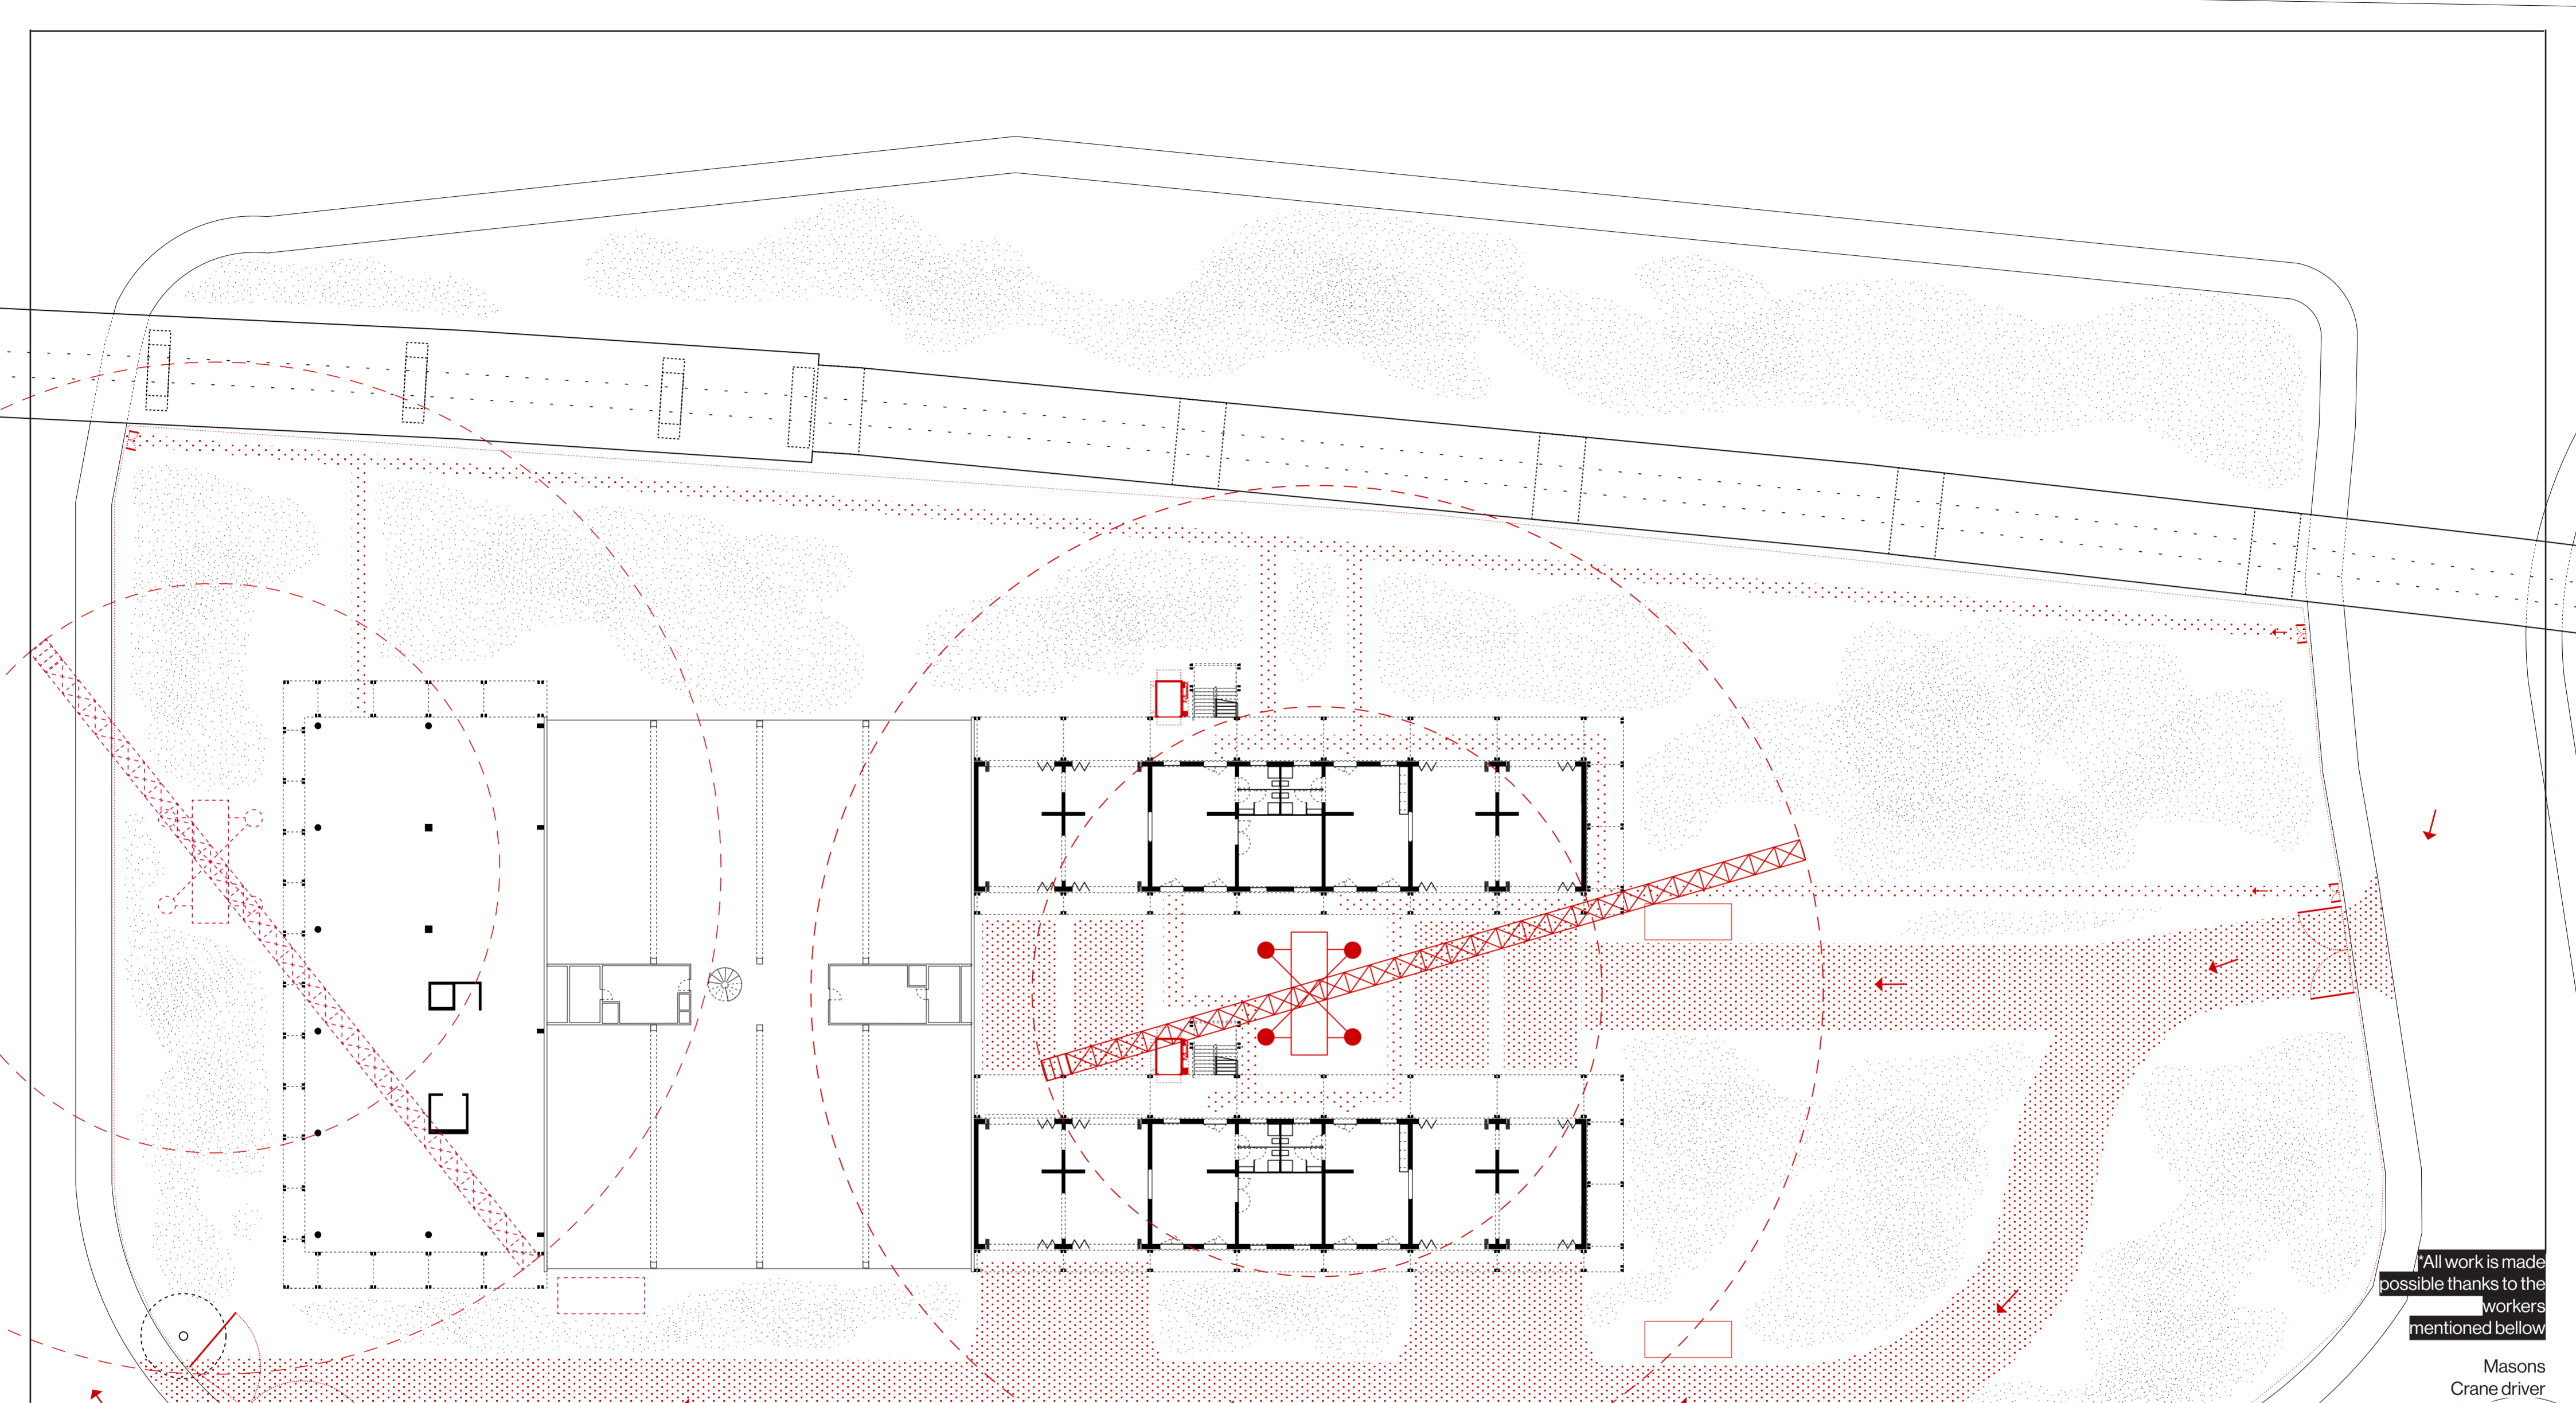 *All work is made
possible thanks to the
workers
mentioned bellow
Masons
Crane driver